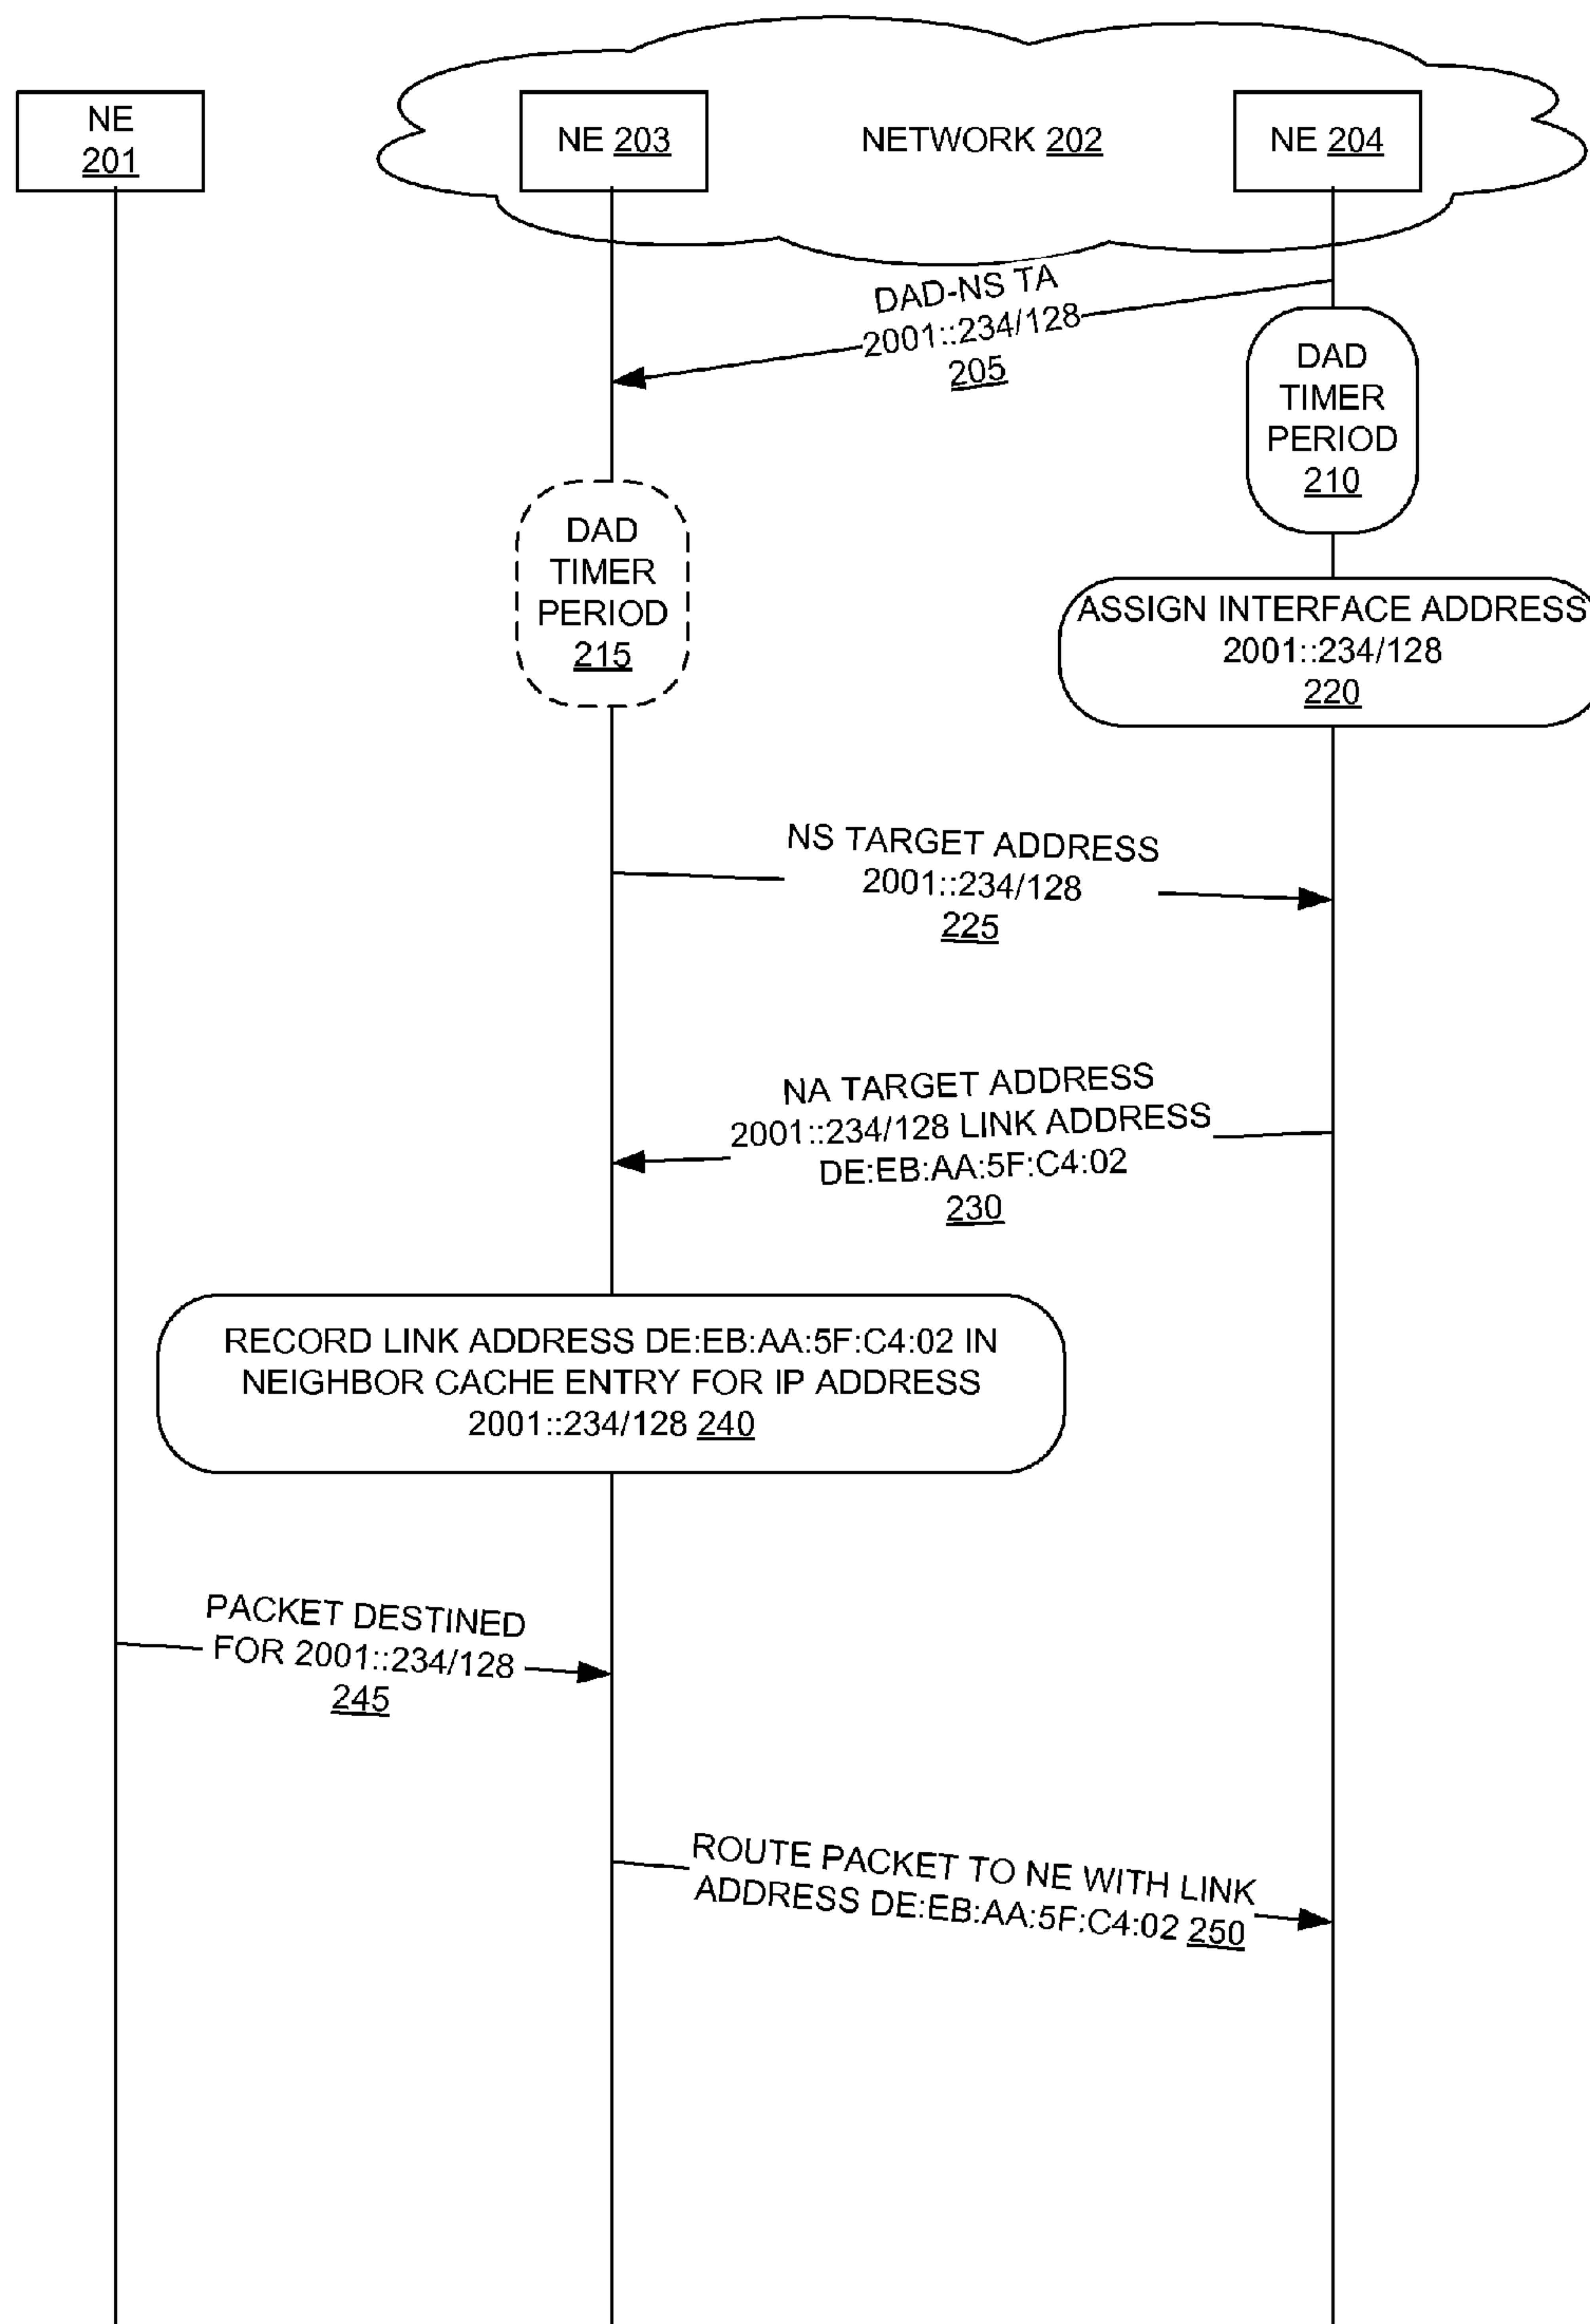 NE
201
NE 203
NETWORK 202
NE 204
DAD-NS TA
2001::234/128
205
DAD
TIMER
PERIOD
210
DAD
TIMER
PERIOD
215
ASSIGN INTERFACE ADDRESS
2001::234/128
220
NS TARGET ADDRESS
2001::234/128
225
NA TARGET ADDRESS
2001::234/128 LINK ADDRESS
DE:EB:AA:5F:C4:02
230
RECORD LINK ADDRESS DE:EB:AA:5F:C4:02 IN
NEIGHBOR CACHE ENTRY FOR IP ADDRESS
2001::234/128 240
PACKET DESTINED
FOR 2001::234/128
245
ROUTE PACKET TO NE WITH LINK
ADDRESS DE:EB:AA:5F:C4:02 250